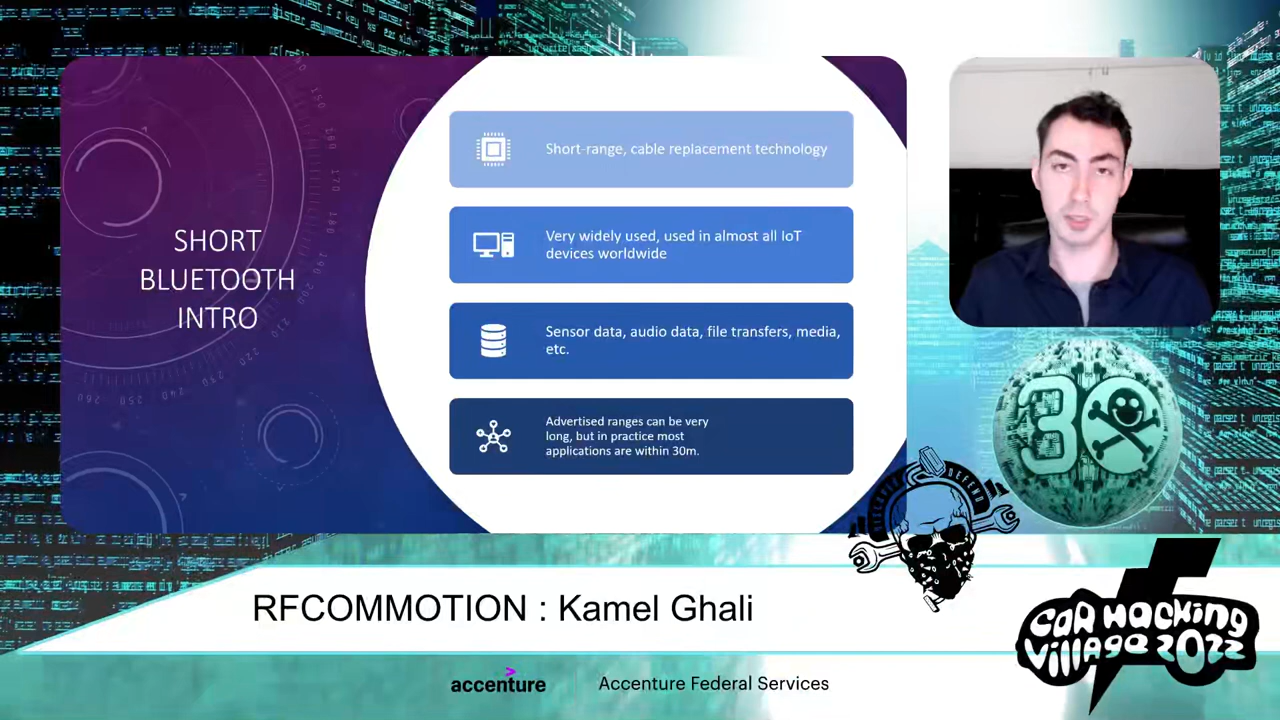 SHORT
BLUETOOTH
INTRO
Short-range, cable replacement technology
Very widely used, used in almost all IoT
devices worldwide
Sensor data, audio data, file transfers, media,
etc.
Advertised ranges can be very
long, but in practice most
applications are within 30m.
30
DEFEND
RFCOMMOTION : Kamel Ghali
CAR HACKING
VILLAGE 2022
accenture
Accenture Federal Services